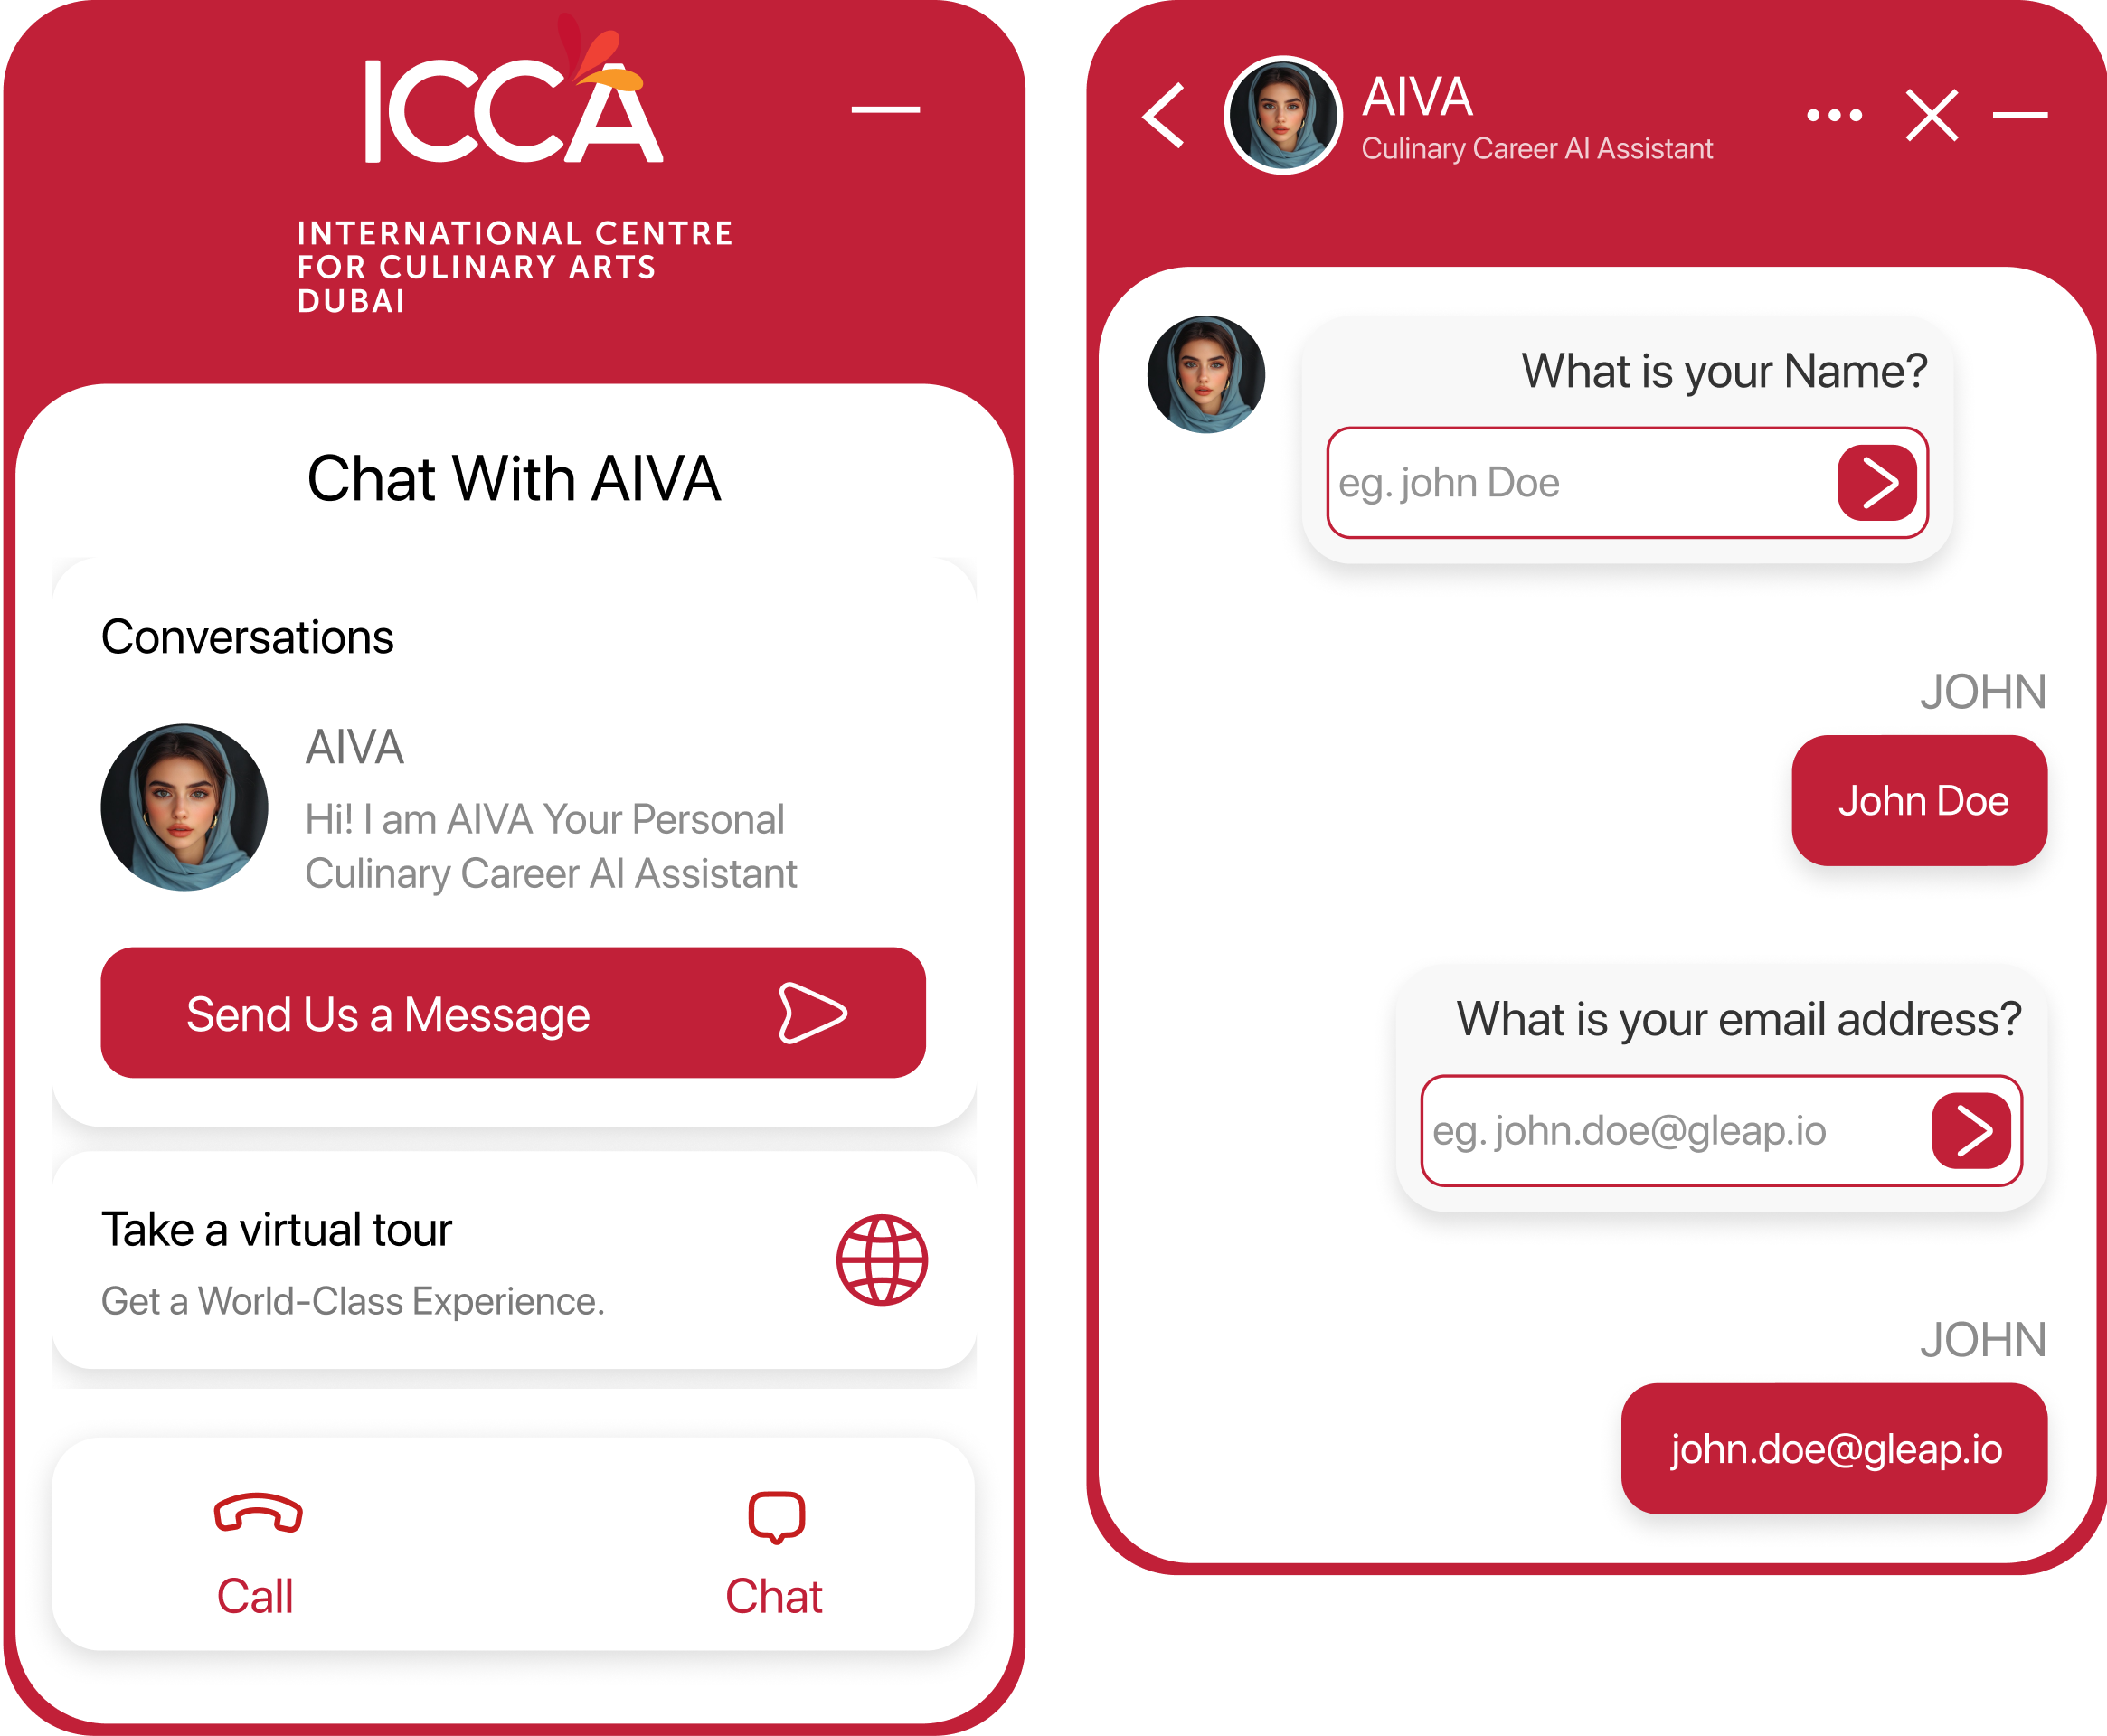 ICCA
INTERNATIONAL CENTRE
FOR CULINARY ARTS
DUBAI
Chat With AIVA
Conversations
AIVA
Hi! I am AIVA Your Personal
Culinary Career AI Assistant
Send Us a Message
Take a virtual tour
Get a World-Class Experience.
Call
Chat
AIVA
Culinary Career AI Assistant
What is your Name?
eg. john Doe
JOHN
John Doe
What is your email address?
eg. john.doe@gleap.io
JOHN
john.doe@gleap.io